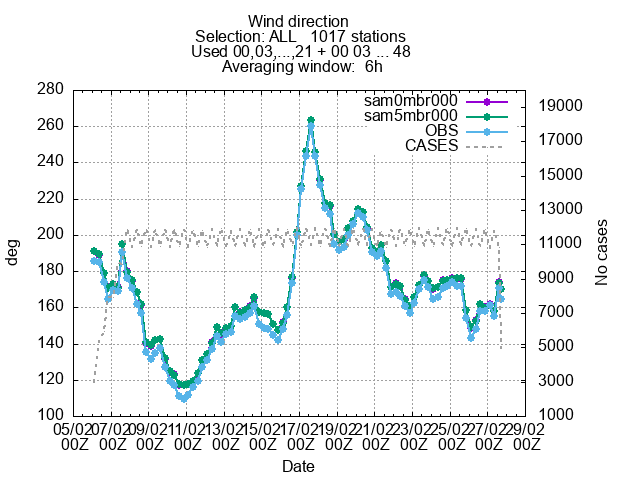 Wind direction
Selection: ALL   1017 stations
Used 00,03,...,21 + 00 03 ... 48
Averaging window:  6h
deg
No cases
280
260
240
220
200
180
160
140
120
100
19000
17000
15000
13000
11000
9000
7000
5000
3000
1000
sam0mbr000
sam5mbr000
OBS
CASES
05/02 07/02 09/02 11/02 13/02 15/02 17/02 19/02 21/02 23/02 25/02 27/02 29/02
00Z 00Z 00Z 00Z 00Z 00Z 00Z 00Z 00Z 00Z 00Z 00Z 00Z
Date